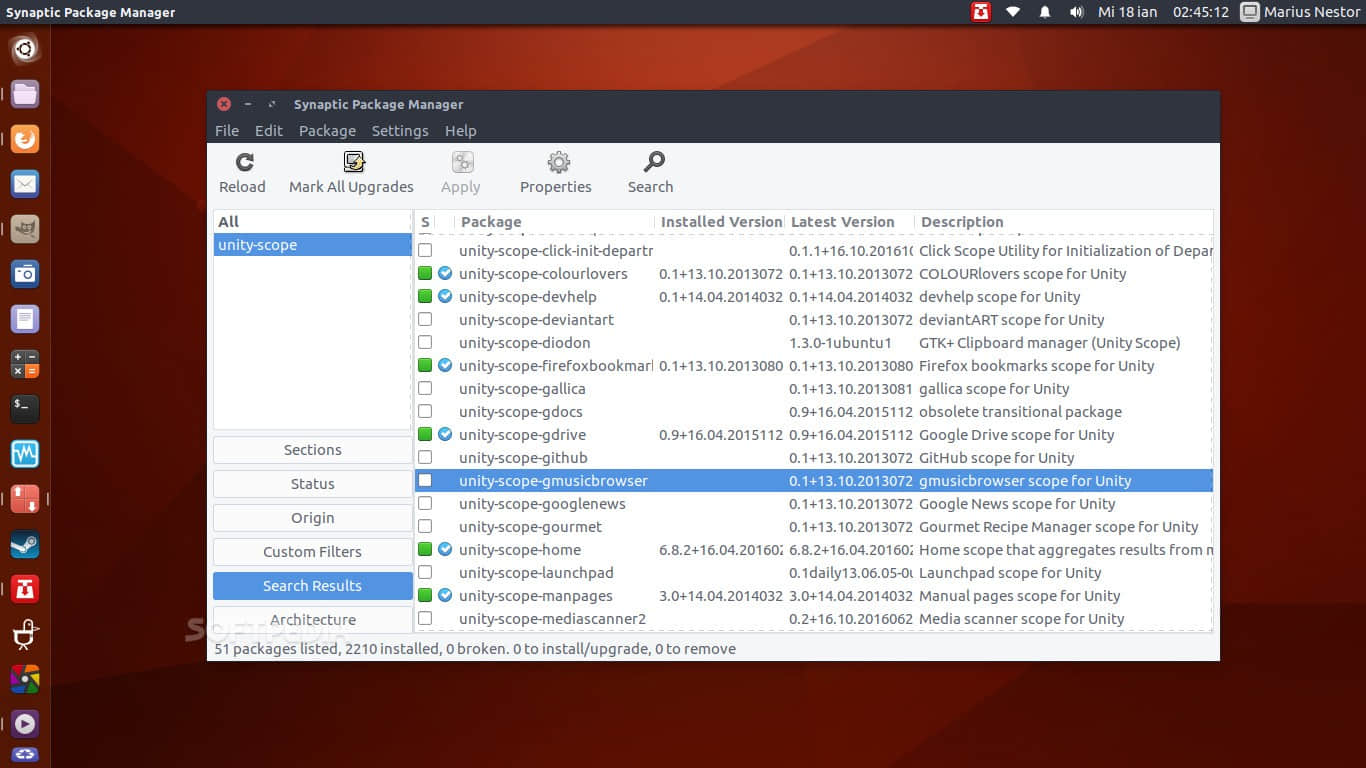 Synaptic Package Manager
Mi 18 ian 02:45:12 Marius Nestor
Synaptic Package Manager
File Edit Package Settings Help
Reload Mark All Upgrades Apply Properties Search
All
unity-scope
Sections
Status
Origin
Custom Filters
Search Results
Architecture
S Package Installed Version Latest Version Description
unity-scope-click-init-departr 0.1.1+16.10.20161 Click Scope Utility for Initialization of Depar
unity-scope-colourlovers 0.1+13.10.2013072 0.1+13.10.2013072 COLOURlovers scope for Unity
unity-scope-devhelp 0.1+14.04.2014032 0.1+14.04.2014032 devhelp scope for Unity
unity-scope-deviantart 0.1+13.10.2013072 deviantART scope for Unity
unity-scope-diodon 1.3.0-1ubuntu1 GTK+ Clipboard manager (Unity Scope)
unity-scope-firefoxbookmar 0.1+13.10.2013080 0.1+13.10.2013080 Firefox bookmarks scope for Unity
unity-scope-gallica 0.1+13.10.2013081 gallica scope for Unity
unity-scope-gdocs 0.9+16.04.2015112 obsolete transitional package
unity-scope-gdrive 0.9+16.04.2015112 0.9+16.04.2015112 Google Drive scope for Unity
unity-scope-github 0.1+13.10.2013072 GitHub scope for Unity
unity-scope-gmusicbrowser 0.1+13.10.2013072 gmusicbrowser scope for Unity
unity-scope-googlenews 0.1+13.10.2013072 Google News scope for Unity
unity-scope-gourmet 0.1+13.10.2013072 Gourmet Recipe Manager scope for Unity
unity-scope-home 6.8.2+16.04.201602 6.8.2+16.04.201602 Home scope that aggregates results from m
unity-scope-launchpad 0.1daily13.06.05-0u Launchpad scope for Unity
unity-scope-manpages 3.0+14.04.2014032 3.0+14.04.2014032 Manual pages scope for Unity
unity-scope-mediascanner2 0.2+16.10.2016062 Media scanner scope for Unity
SOFTPEDIA
51 packages listed, 2210 installed, 0 broken. 0 to install/upgrade, 0 to remove